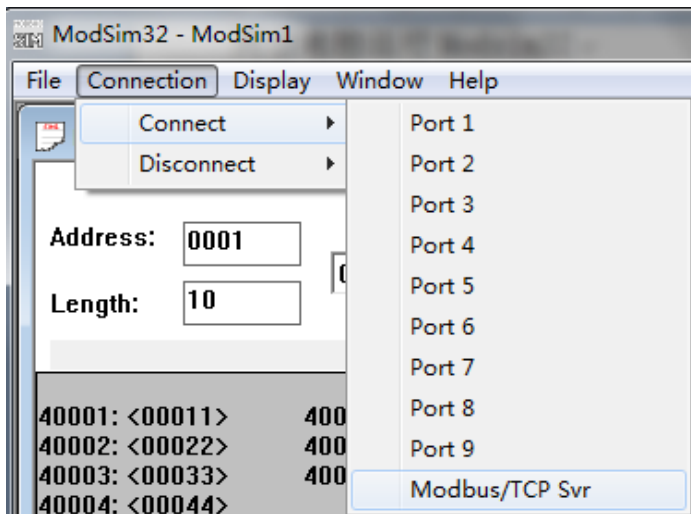 ModSim32 - ModSim1
File Connection Display Window Help
Connect
Disconnect
Port 1
Port 2
Port 3
Port 4
Port 5
Port 6
Port 7
Port 8
Port 9
Modbus/TCP Svr
Address: 0001
Length: 10
40001: <00011> 400
40002: <00022> 400
40003: <00033> 400
40004: <00044>